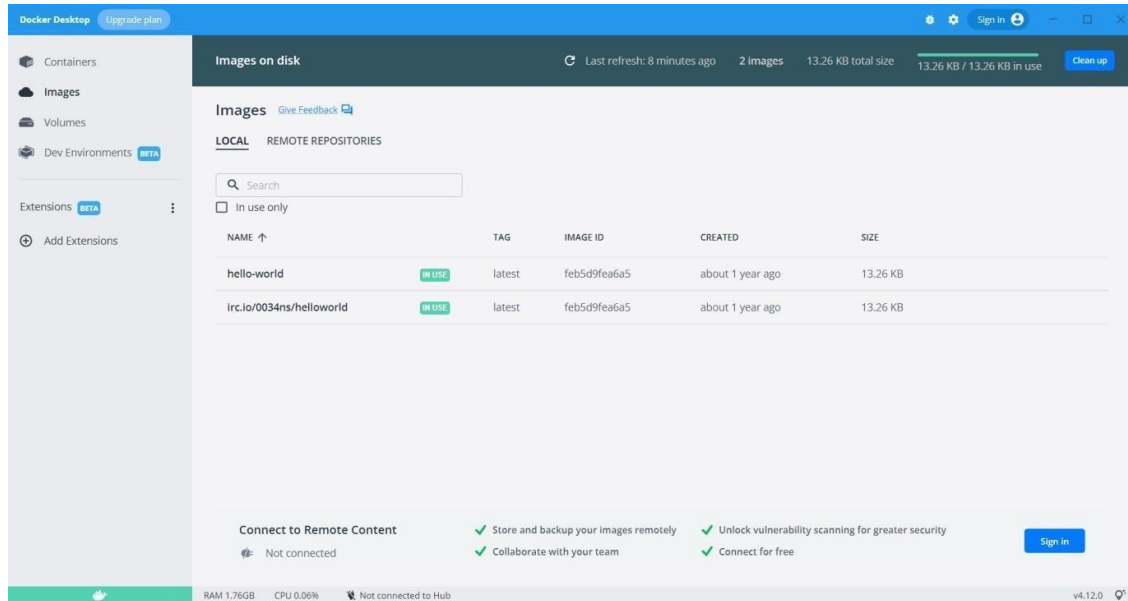 Docker Desktop Upgrade plan Sign in
Containers
Images
Volumes
Dev Environments BETA
Extensions BETA
Add Extensions
Images on disk Last refresh: 8 minutes ago 2 images 13.26 KB total size 13.26 KB / 13.26 KB in use Clean up
Images Give Feedback
LOCAL REMOTE REPOSITORIES
Search
In use only
NAME TAG IMAGE ID CREATED SIZE
hello-world IN USE latest feb5d9fea6a5 about 1 year ago 13.26 KB
irc.io/0034ns/helloworld IN USE latest feb5d9fea6a5 about 1 year ago 13.26 KB
Connect to Remote Content
Not connected
Store and backup your images remotely
Collaborate with your team
Unlock vulnerability scanning for greater security
Connect for free
Sign in
RAM 1.76GB CPU 0.06% Not connected to Hub v4.12.0